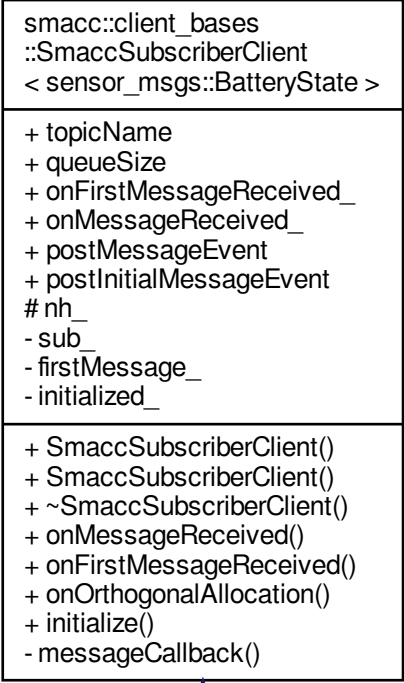 smacc::client_bases
::SmaccSubscriberClient
< sensor_msgs::BatteryState >
+ topicName
+ queueSize
+ onFirstMessageReceived_
+ onMessageReceived_
+ postMessageEvent
+ postInitialMessageEvent
# nh_
- sub_
- firstMessage_
- initialized_
+ SmaccSubscriberClient()
+ SmaccSubscriberClient()
+ ~SmaccSubscriberClient()
+ onMessageReceived()
+ onFirstMessageReceived()
+ onOrthogonalAllocation()
+ initialize()
- messageCallback()